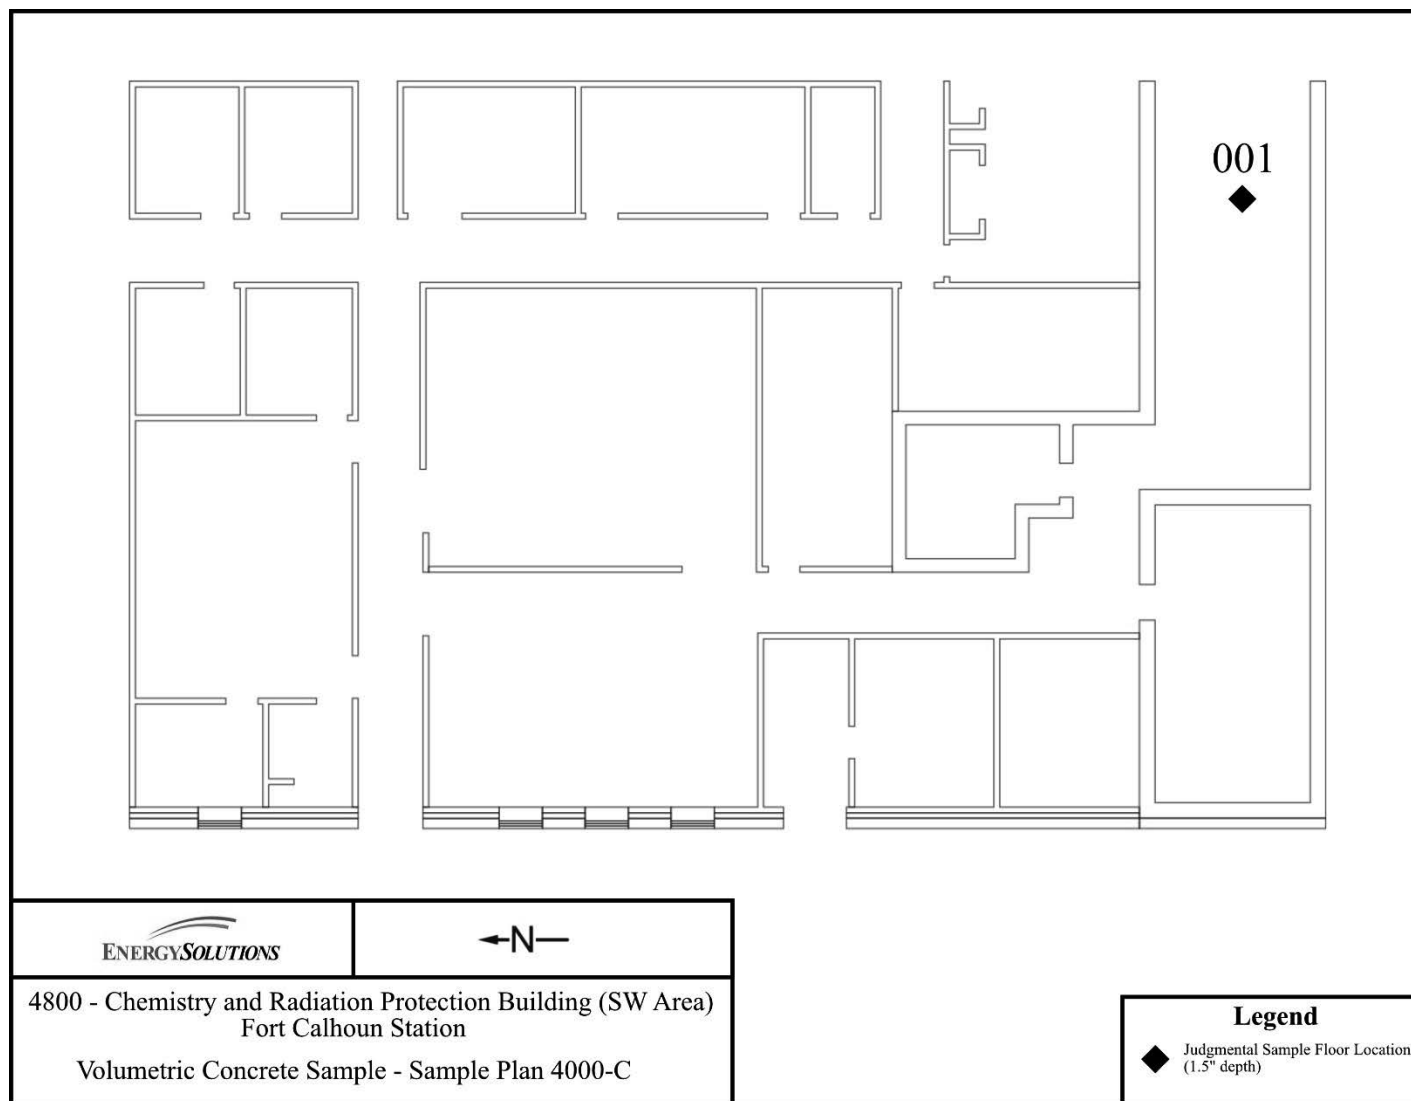 001
ENERGYSOLUTIONS
N
4800 - Chemistry and Radiation Protection Building (SW Area)
Fort Calhoun Station
Volumetric Concrete Sample - Sample Plan 4000-C
Legend
Judgmental Sample Floor Location
(1.5" depth)